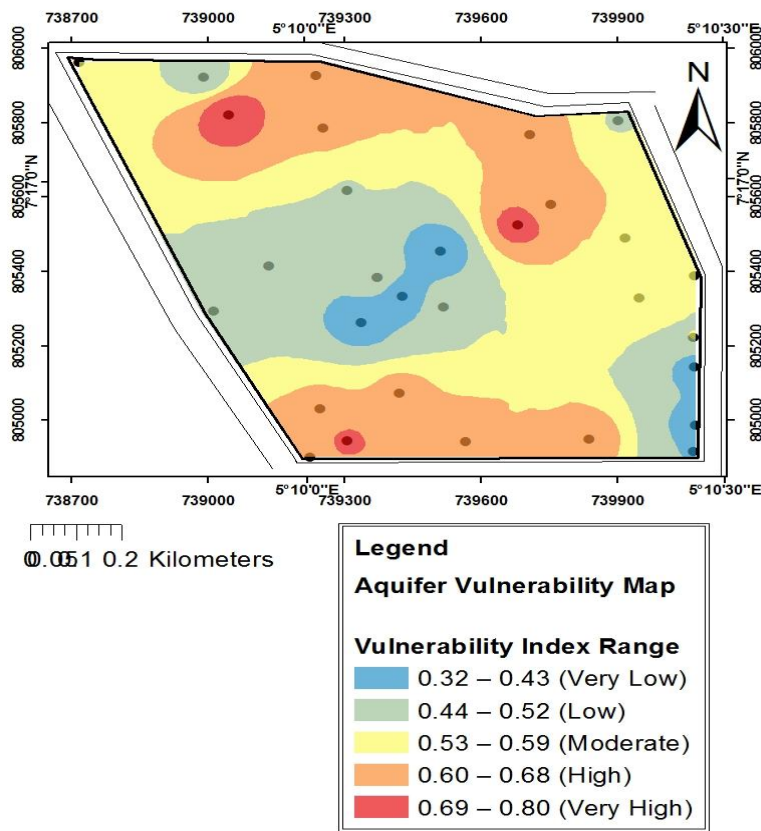 738700 739000 739300 739600 739900
5°10'0"E 5°10'30"E
806000 806000
805800 805800
805600 805600
7°17'0"N 7°17'0"N
805400 805400
805200 805200
805000 805000
N
5°10'0"E 5°10'30"E
738700 739000 739300 739600 739900
0 0.05 0.1 0.2 Kilometers
Legend
Aquifer Vulnerability Map
Vulnerability Index Range
0.32 – 0.43 (Very Low)
0.44 – 0.52 (Low)
0.53 – 0.59 (Moderate)
0.60 – 0.68 (High)
0.69 – 0.80 (Very High)